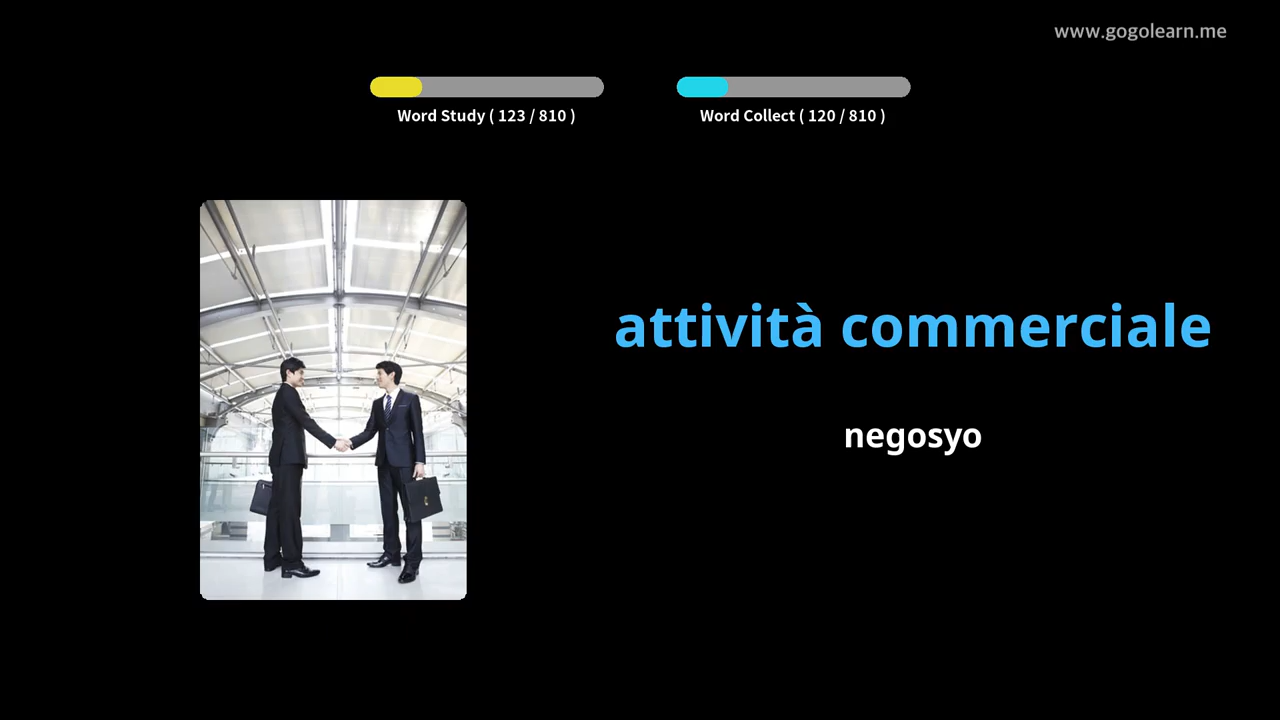 www.gogolearn.me
Word Study ( 123 / 810 )
Word Collect ( 120 / 810 )
attività commerciale
negosyo